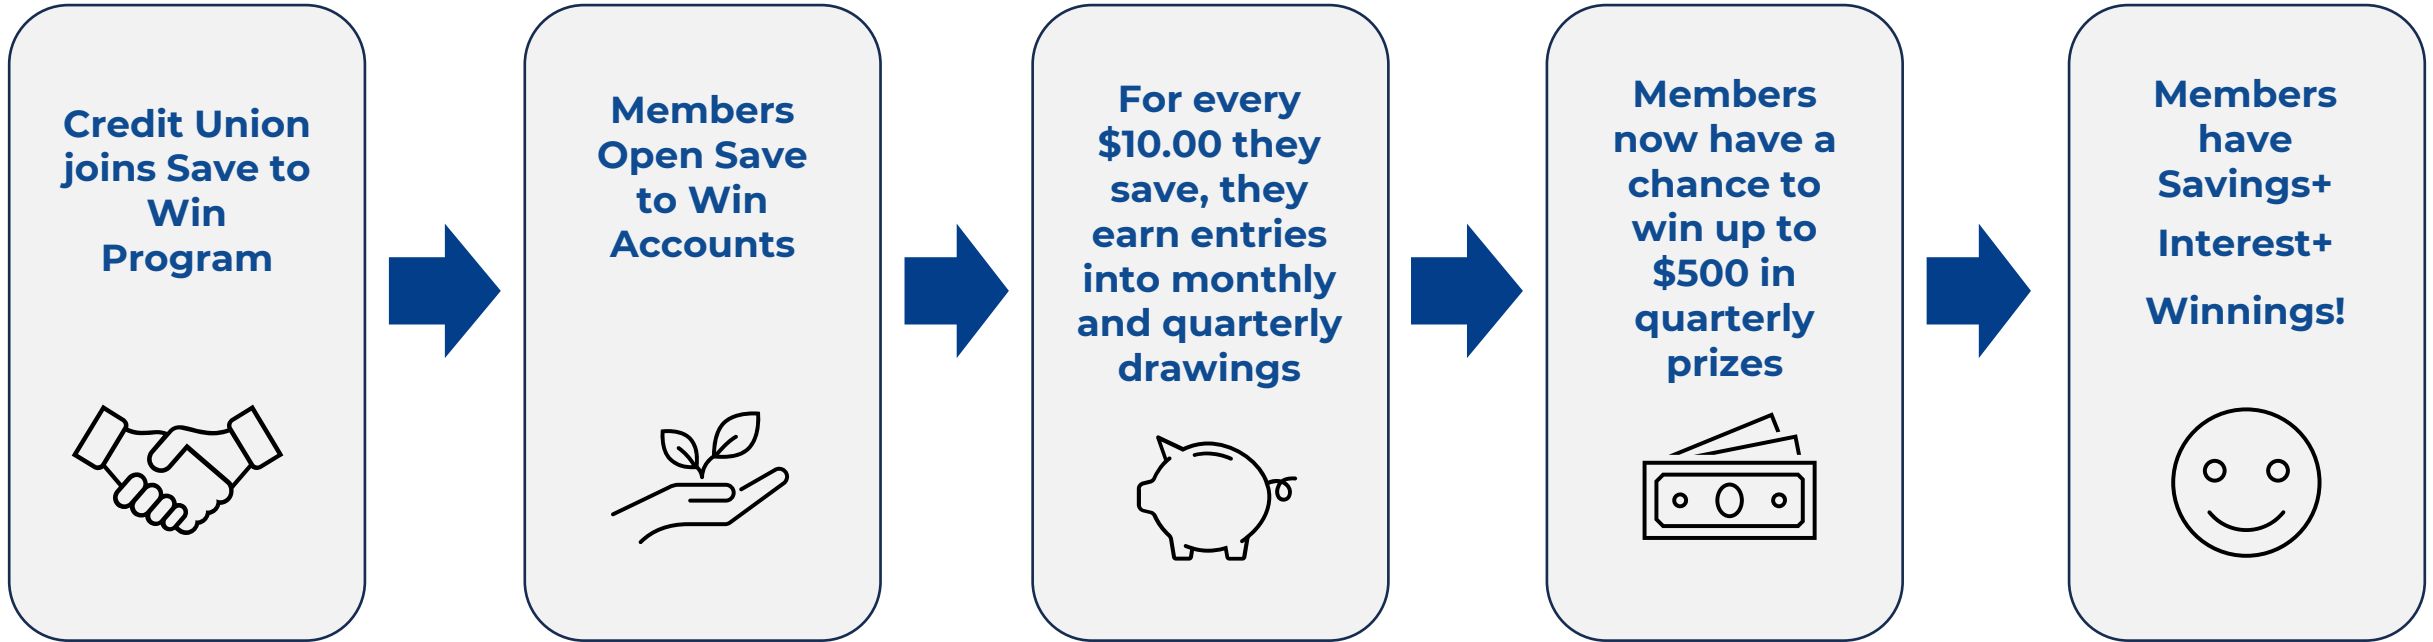 Credit Union
joins Save to
Win
Program
Members
Open Save
to Win
Accounts
For every
$10.00 they
save, they
earn entries
into monthly
and quarterly
drawings
Members
now have a
chance to
win up to
$500 in
quarterly
prizes
Members
have
Savings+
Interest+
Winnings!